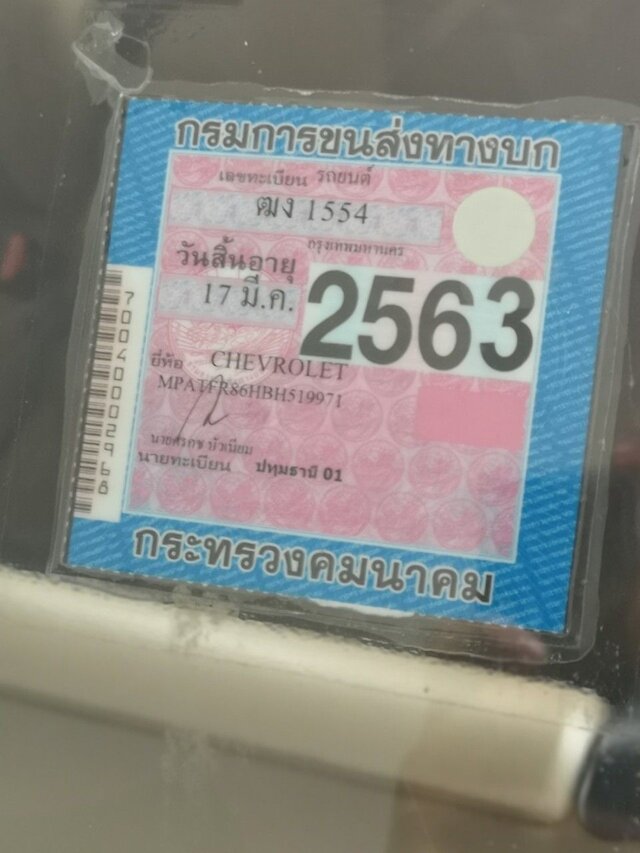 กรมการขนส่งทางบก
เลขทะเบียน รถยนต์
ฒง 1554
กรุงเทพมหานคร
วันสิ้นอายุ
17 มี.ค. 2563
ยี่ห้อ CHEVROLET
MPATFR86HBH519971
นายทะเบียน ปทุมธานี 01
กระทรวงคมนาคม
70040002968